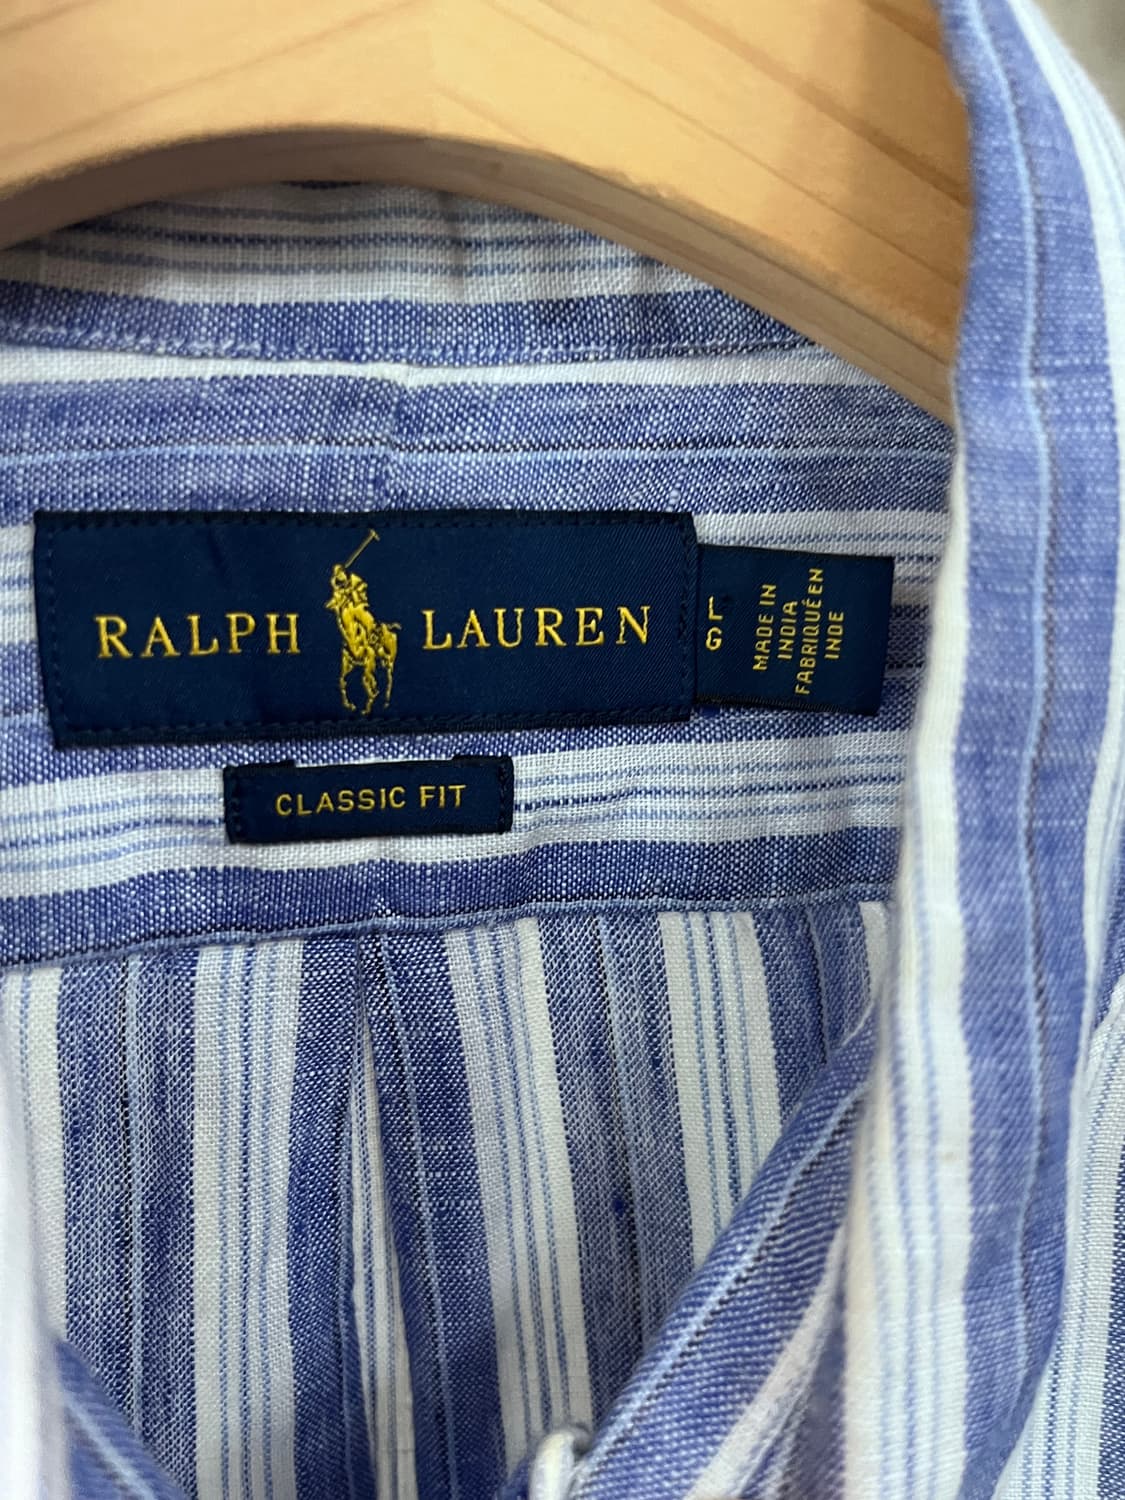 RALPH LAUREN
L
G
MADE IN
INDIA
FABRIQUÉ EN
INDE
CLASSIC FIT